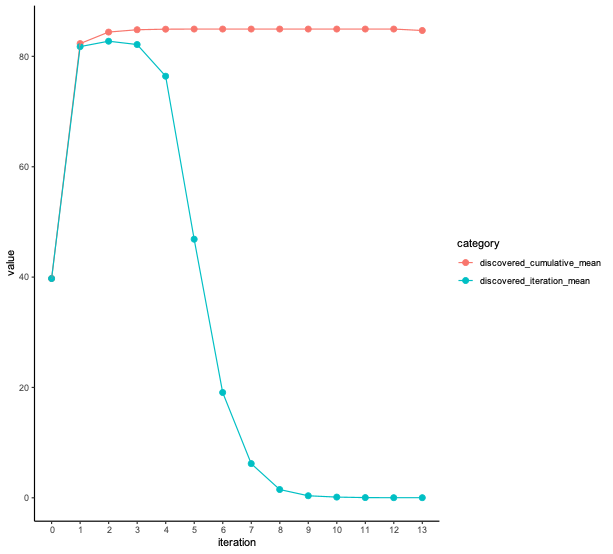 80
60
40
20
0
value
0 1 2 3 4 5 6 7 8 9 10 11 12 13
iteration
category
discovered_cumulative_mean
discovered_iteration_mean